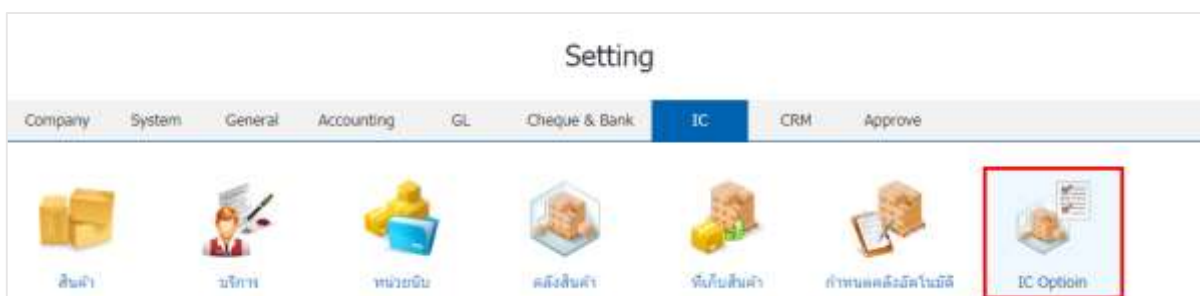 Setting
Company System General Accounting GL Cheque & Bank IC CRM Approve
สินค้า บริการ หน่วยนับ คลังสินค้า ที่เก็บสินค้า กำหนดคลังอัตโนมัติ IC Optioin